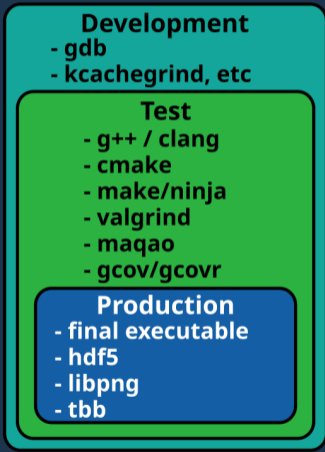 Development
- gdb
- kcachegrind, etc
Test
- g++ / clang
- cmake
- make/ninja
- valgrind
- maqao
- gcov/gcovr
Production
- final executable
- hdf5
- libpng
- tbb